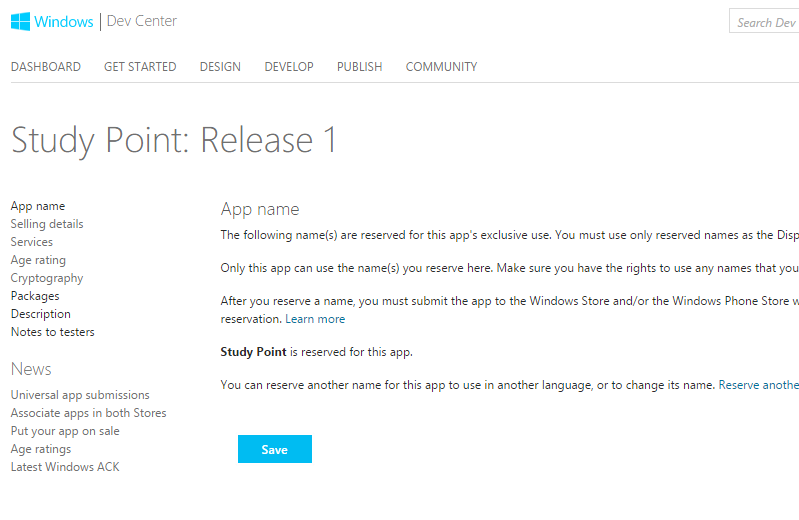 Windows | Dev Center
Search Dev
DASHBOARD GET STARTED DESIGN DEVELOP PUBLISH COMMUNITY
Study Point: Release 1
App name
Selling details
Services
Age rating
Cryptography
Packages
Description
Notes to testers
News
Universal app submissions
Associate apps in both Stores
Put your app on sale
Age ratings
Latest Windows ACK
App name
The following name(s) are reserved for this app's exclusive use. You must use only reserved names as the Disp
Only this app can use the name(s) you reserve here. Make sure you have the rights to use any names that you
After you reserve a name, you must submit the app to the Windows Store and/or the Windows Phone Store w
reservation. Learn more
Study Point is reserved for this app.
You can reserve another name for this app to use in another language, or to change its name. Reserve anothe
Save